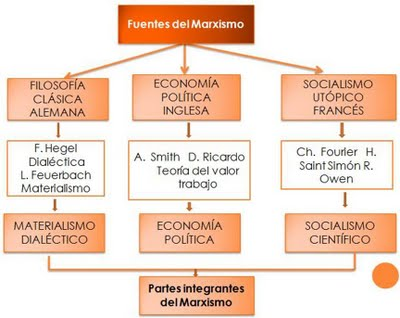 Fuentes del Marxismo
FILOSOFÍA
CLÁSICA
ALEMANA
ECONOMÍA
POLÍTICA
INGLESA
SOCIALISMO
UTÓPICO
FRANCÉS
F. Hegel
Dialéctica
L. Feuerbach
Materialismo
A. Smith D. Ricardo
Teoría del valor
trabajo
Ch. Fourier H.
Saint Simón R.
Owen
MATERIALISMO
DIALÉCTICO
ECONOMÍA
POLÍTICA
SOCIALISMO
CIENTÍFICO
Partes integrantes
del Marxismo